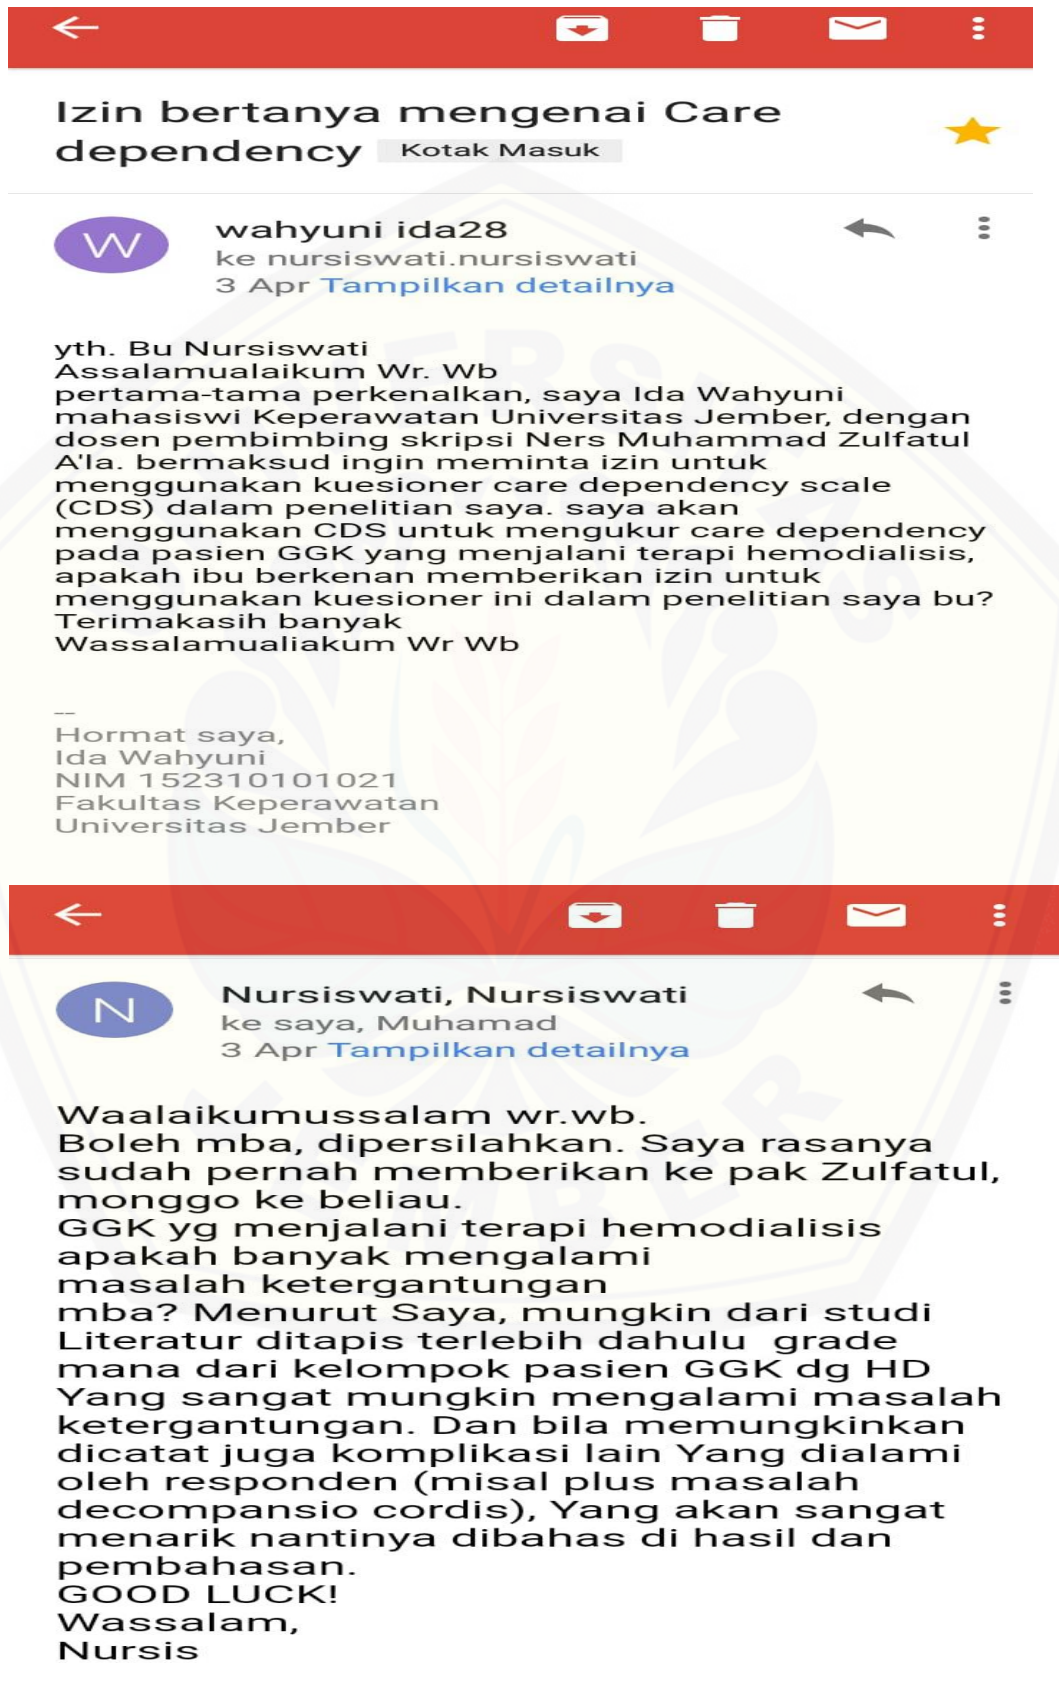 Izin bertanya mengenai Care
dependency Kotak Masuk
W
wahyuni ida28
ke nursiswati.nursiswati
3 Apr Tampilkan detailnya
yth. Bu Nursiswati
Assalamualaikum Wr. Wb
pertama-tama perkenalkan, saya Ida Wahyuni
mahasiswi Keperawatan Universitas Jember, dengan
dosen pembimbing skripsi Ners Muhammad Zulfatul
A'la. bermaksud ingin meminta izin untuk
menggunakan kuesioner care dependency scale
(CDS) dalam penelitian saya. saya akan
menggunakan CDS untuk mengukur care dependency
pada pasien GGK yang menjalani terapi hemodialisis,
apakah ibu berkenan memberikan izin untuk
menggunakan kuesioner ini dalam penelitian saya bu?
Terimakasih banyak
Wassalamualiakum Wr Wb
--
Hormat saya,
Ida Wahyuni
NIM 152310101021
Fakultas Keperawatan
Universitas Jember
N
Nursiswati, Nursiswati
ke saya, Muhamad
3 Apr Tampilkan detailnya
Waalaikumussalam wr.wb.
Boleh mba, dipersilahkan. Saya rasanya
sudah pernah memberikan ke pak Zulfatul,
monggo ke beliau.
GGK yg menjalani terapi hemodialisis
apakah banyak mengalami
masalah ketergantungan
mba? Menurut Saya, mungkin dari studi
Literatur ditapis terlebih dahulu  grade
mana dari kelompok pasien GGK dg HD
Yang sangat mungkin mengalami masalah
ketergantungan. Dan bila memungkinkan
dicatat juga komplikasi lain Yang dialami
oleh responden (misal plus masalah
decompansio cordis), Yang akan sangat
menarik nantinya dibahas di hasil dan
pembahasan.
GOOD LUCK!
Wassalam,
Nursis
UNIVERSITAS
JEMBER